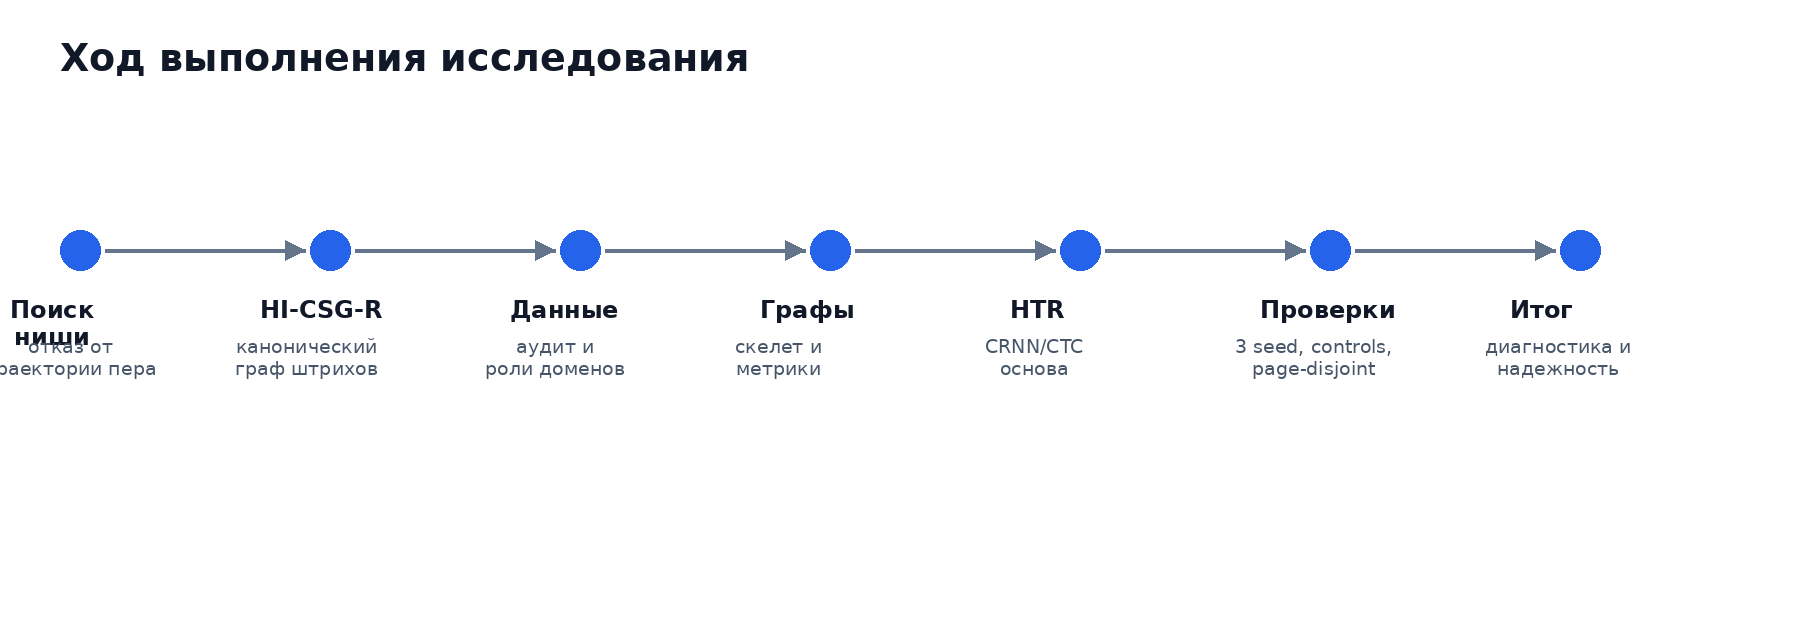 Ход выполнения исследования
Поиск
ниши
отказ от
раектории пера
HI-CSG-R
канонический
граф штрихов
Данные
аудит и
роли доменов
Графы
скелет и
метрики
HTR
CRNN/CTC
основа
Проверки
3 seed, controls,
page-disjoint
Итог
диагностика и
надежность